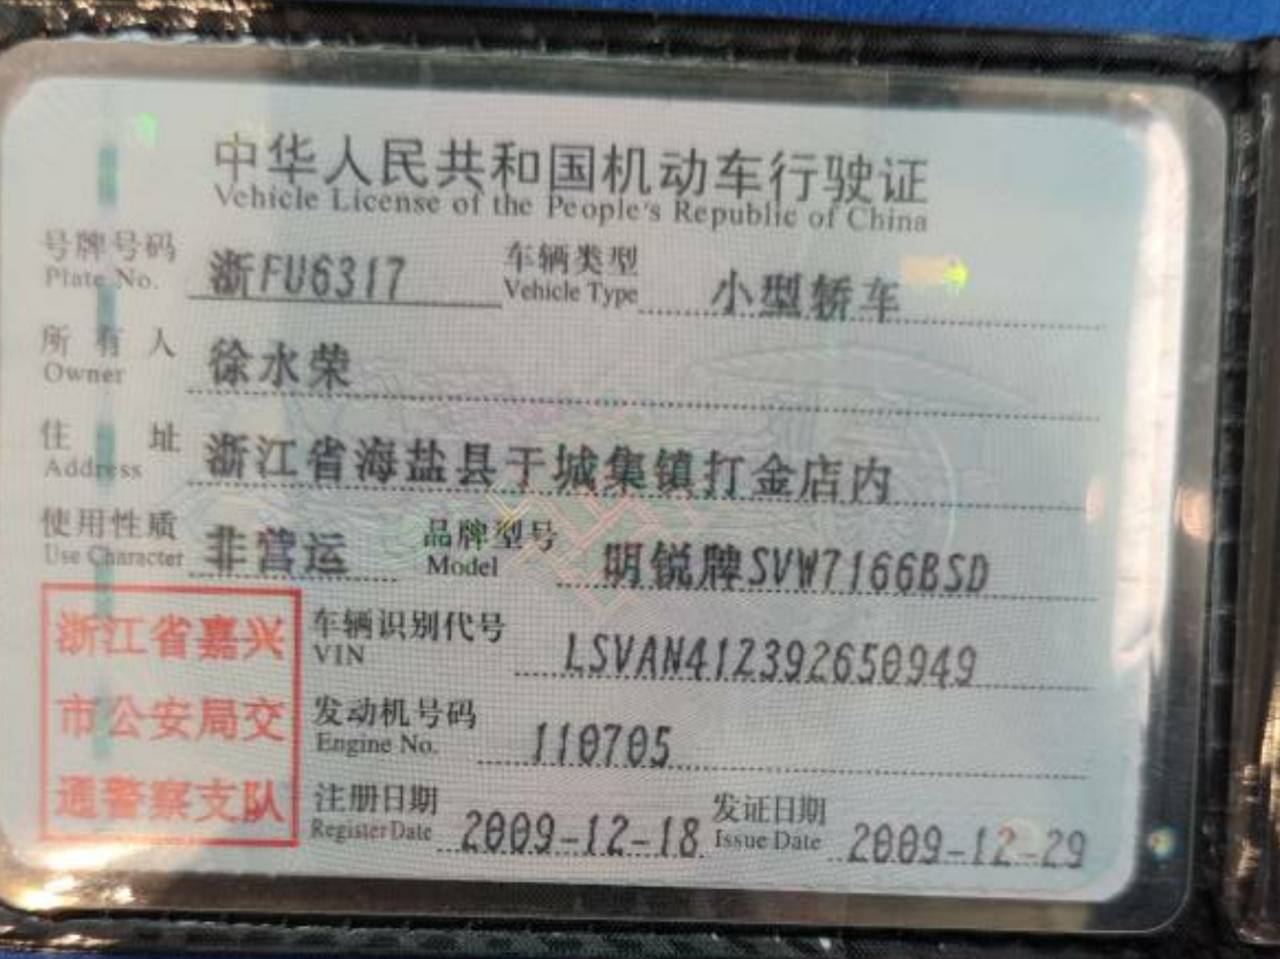 中华人民共和国机动车行驶证
Vehicle License of the People's Republic of China
号牌号码 浙FU6317 车辆类型 小型轿车
Plate No. Vehicle Type
所有人 徐水荣
Owner
住址 浙江省海盐县于城集镇打金店内
Address
使用性质 非营运 品牌型号 明锐牌SVW7166BSD
Use Character Model
浙江省嘉兴
市公安局交
通警察支队
车辆识别代号 LSVAN412392650949
VIN
发动机号码 110705
Engine No.
注册日期 2009-12-18 发证日期 2009-12-29
Register Date Issue Date